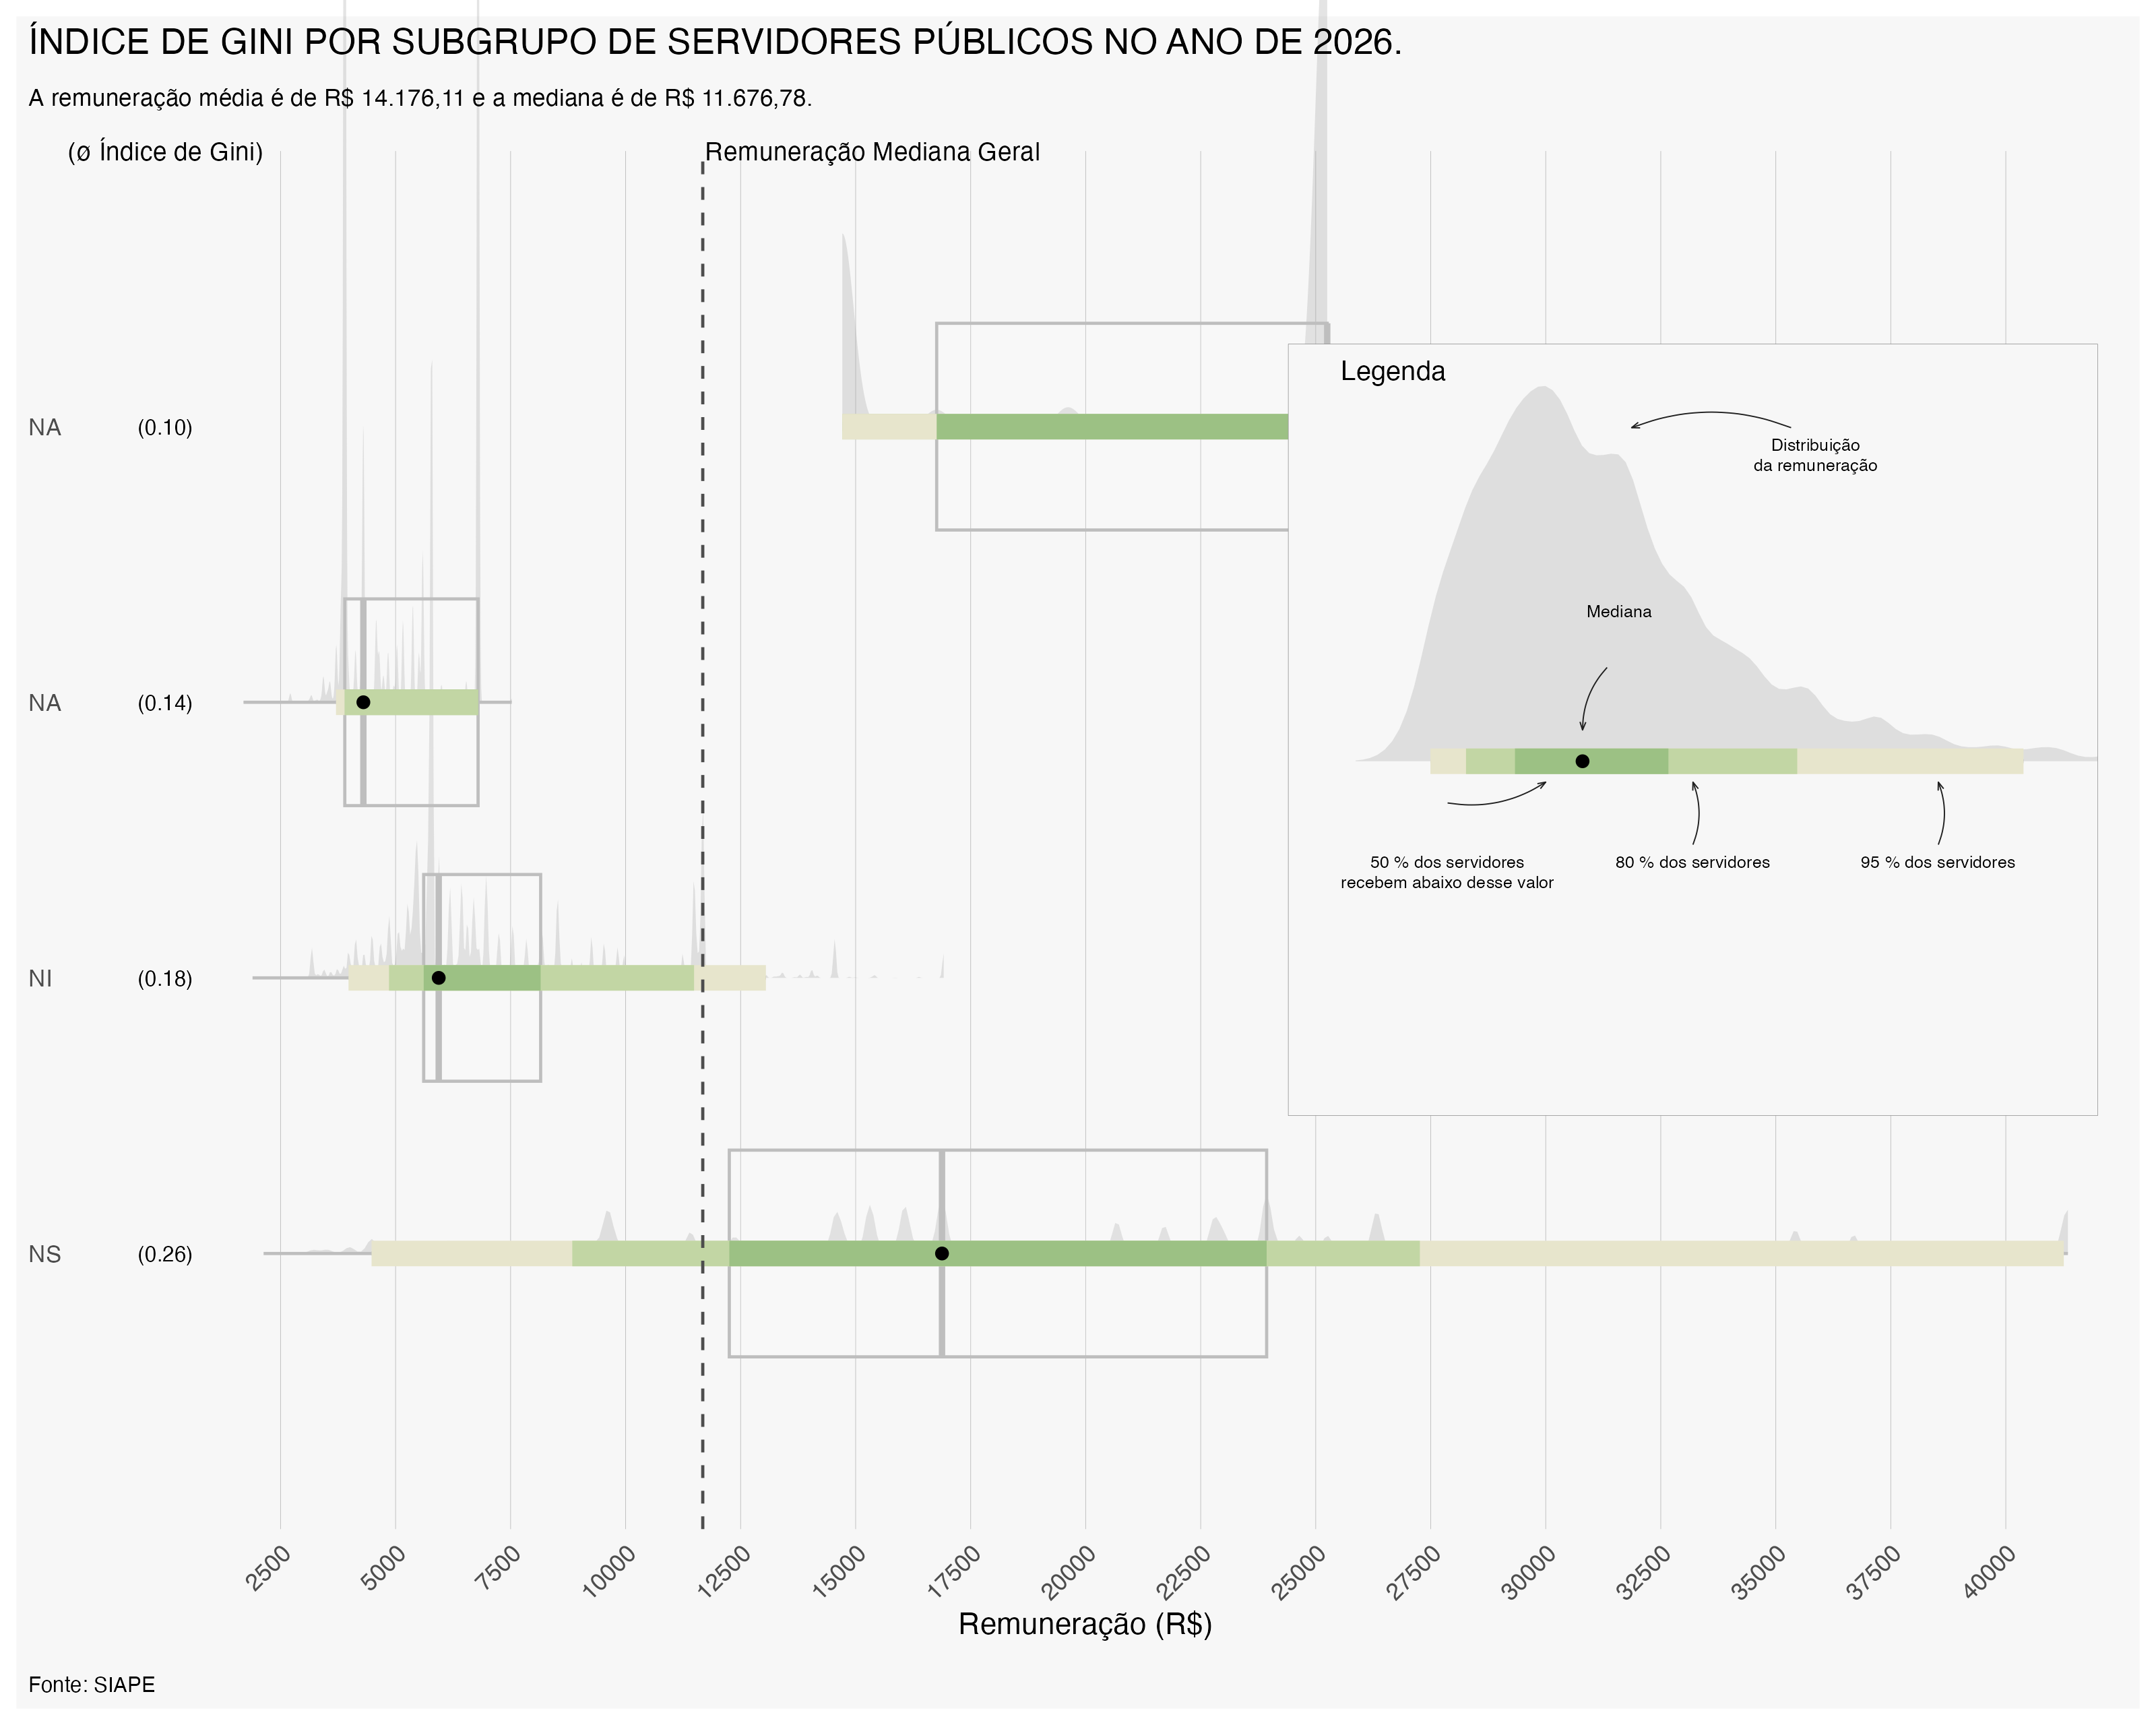 ÍNDICE DE GINI POR SUBGRUPO DE SERVIDORES PÚBLICOS NO ANO DE 2026.
A remuneração média é de R$ 14.176,11 e a mediana é de R$ 11.676,78.
(ø Índice de Gini)
Remuneração Mediana Geral
NA (0.10)
NA (0.14)
NI (0.18)
NS (0.26)
Legenda
Distribuição
da remuneração
Mediana
50 % dos servidores
recebem abaixo desse valor
80 % dos servidores
95 % dos servidores
2500 5000 7500 10000 12500 15000 17500 20000 22500 25000 27500 30000 32500 35000 37500 40000
Remuneração (R$)
Fonte: SIAPE